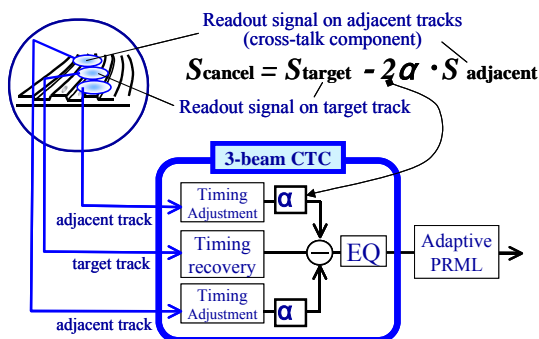 Readout signal on adjacent tracks
(cross-talk component)
Scancel = Starget - 2α · S adjacent
Readout signal on target track
3-beam CTC
Timing
Adjustment
α
adjacent track
Timing
recovery
target track
EQ
Adaptive
PRML
Timing
Adjustment
α
adjacent track